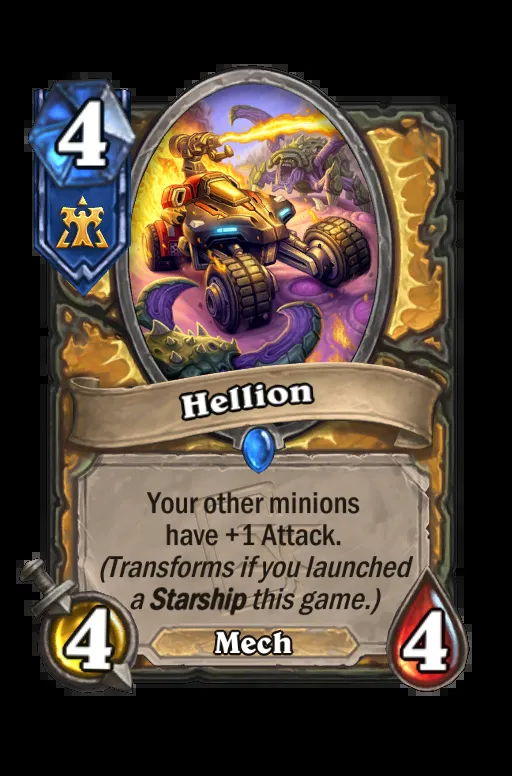 4
Hellion
Your other minions
have +1 Attack.
(Transforms if you launched
a Starship this game.)
4
Mech
4